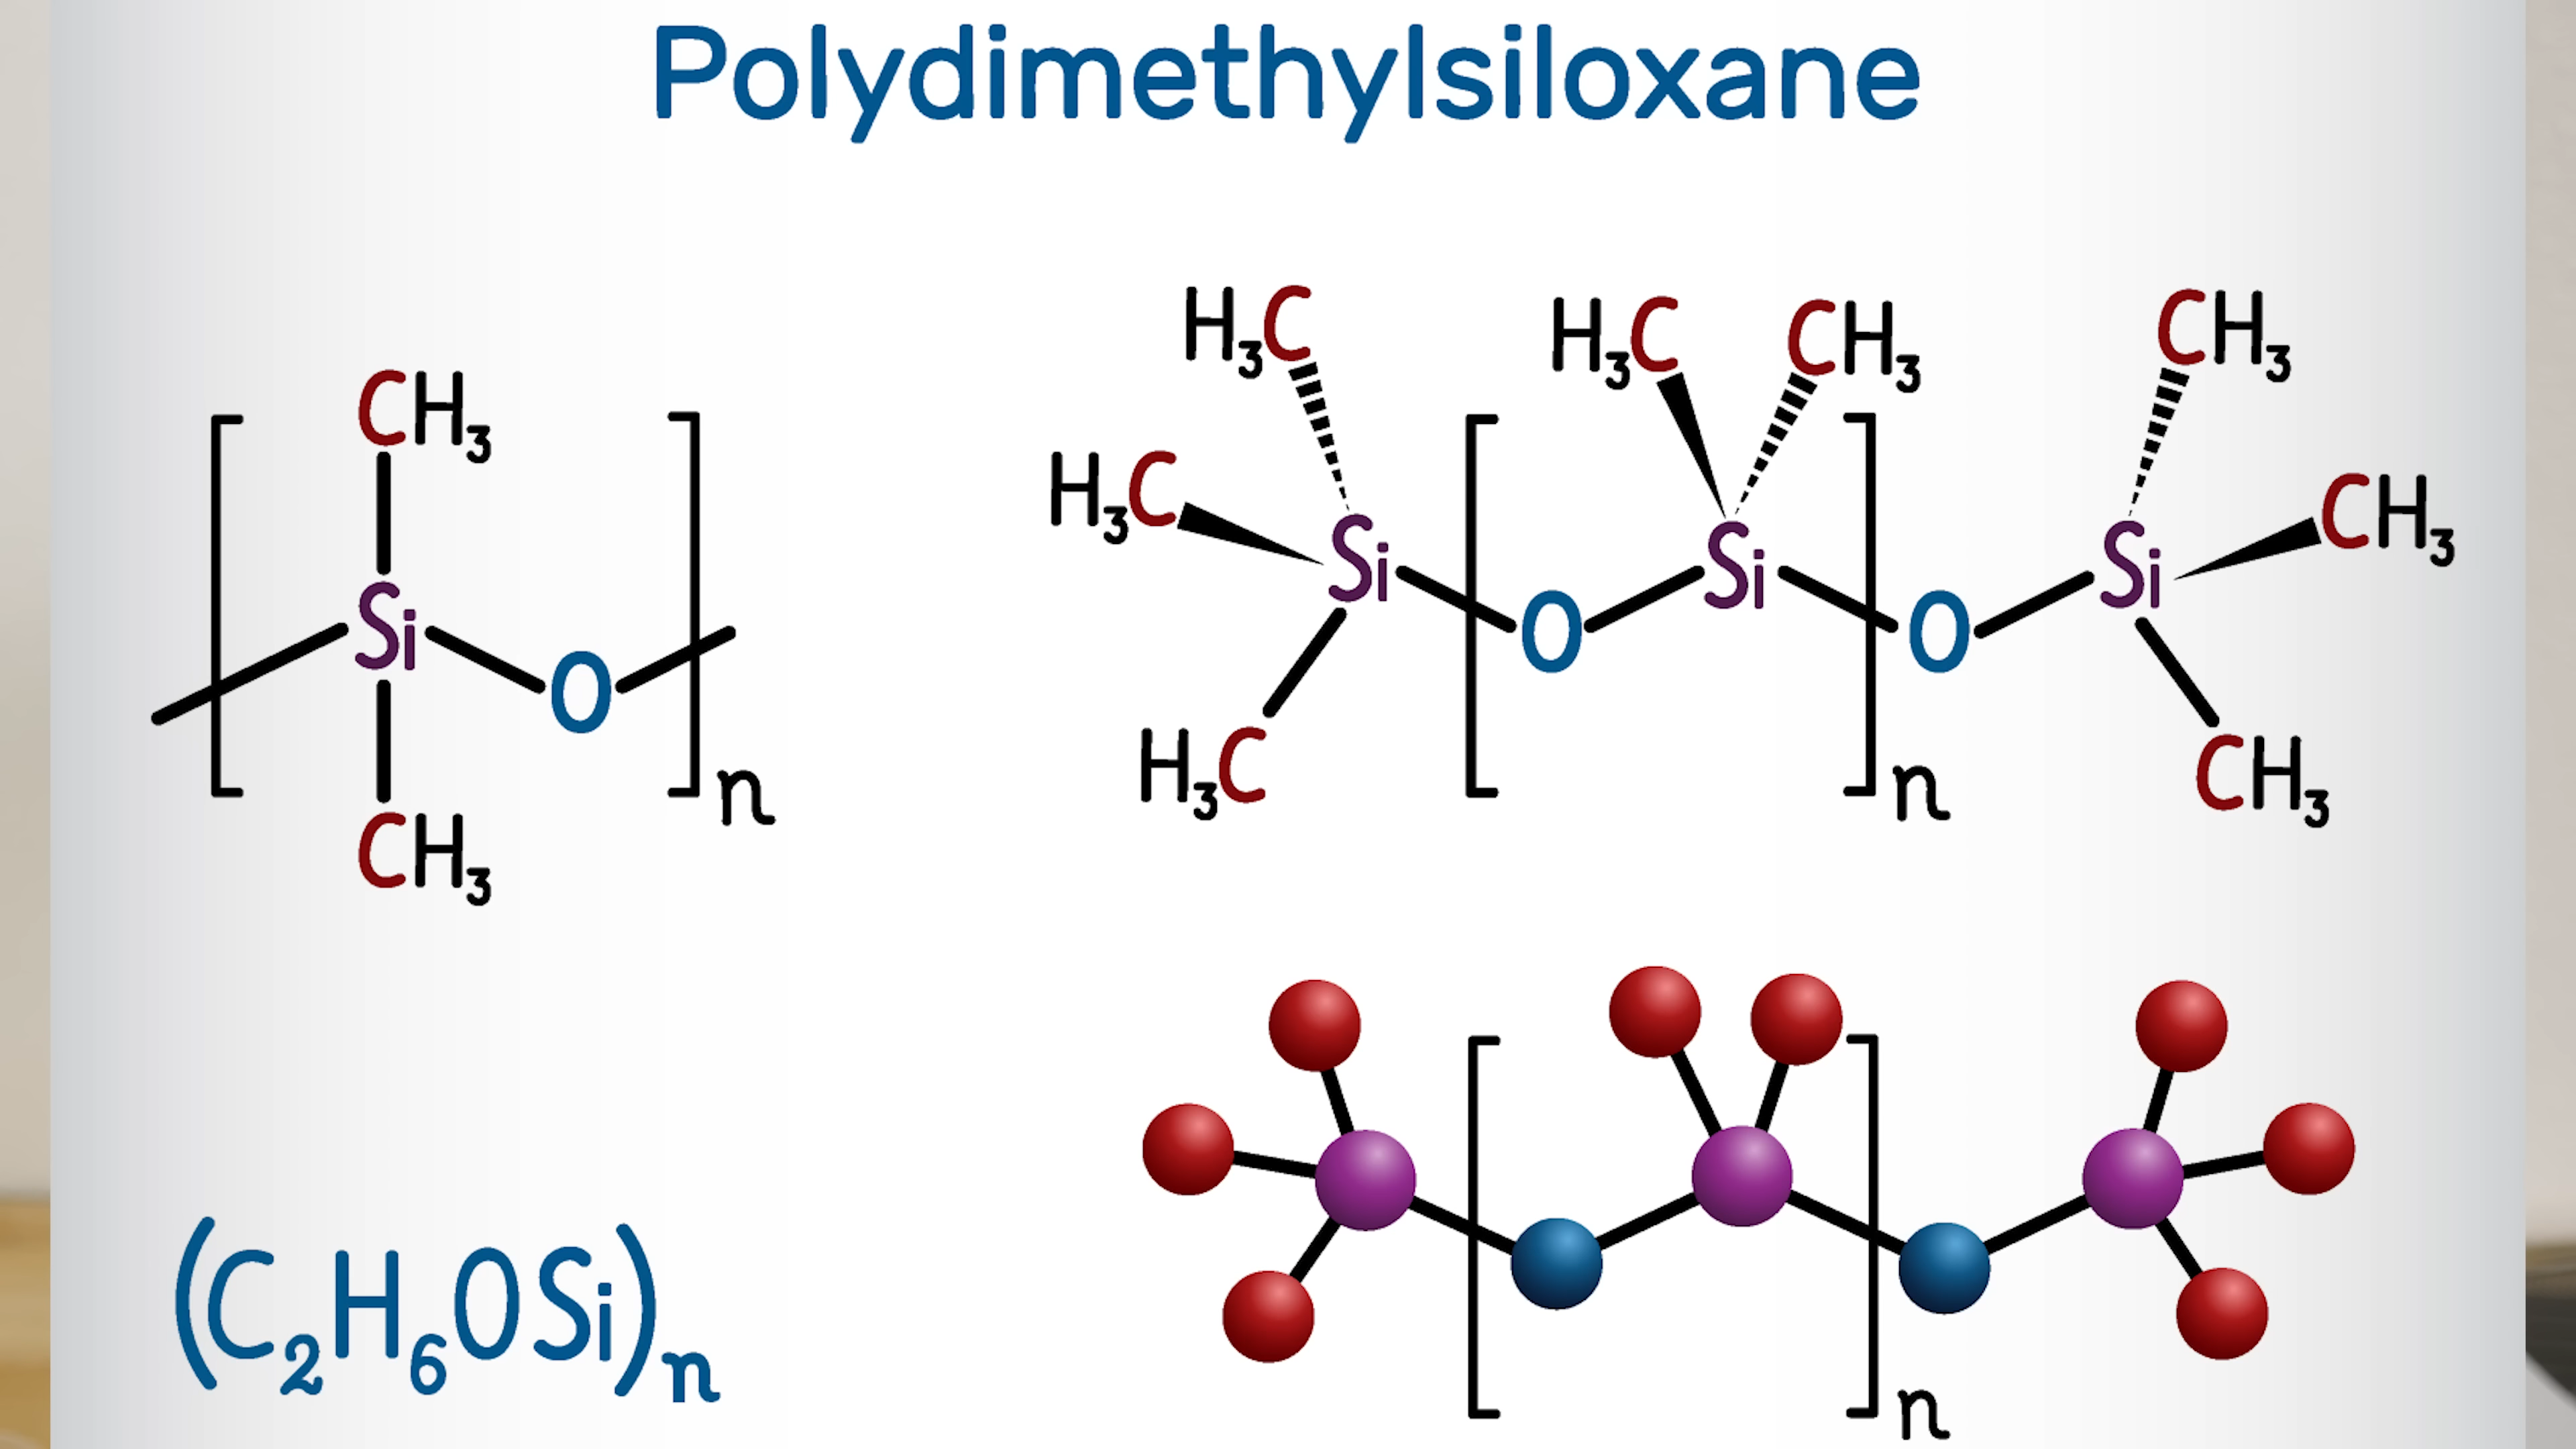 Polydimethylsiloxane
CH₃
Si
O
CH₃
n
H₃C
H₃C
CH₃
CH₃
H₃C
CH₃
Si
Si
Si
O
O
H₃C
CH₃
n
(C₂H₆OSi)n
n